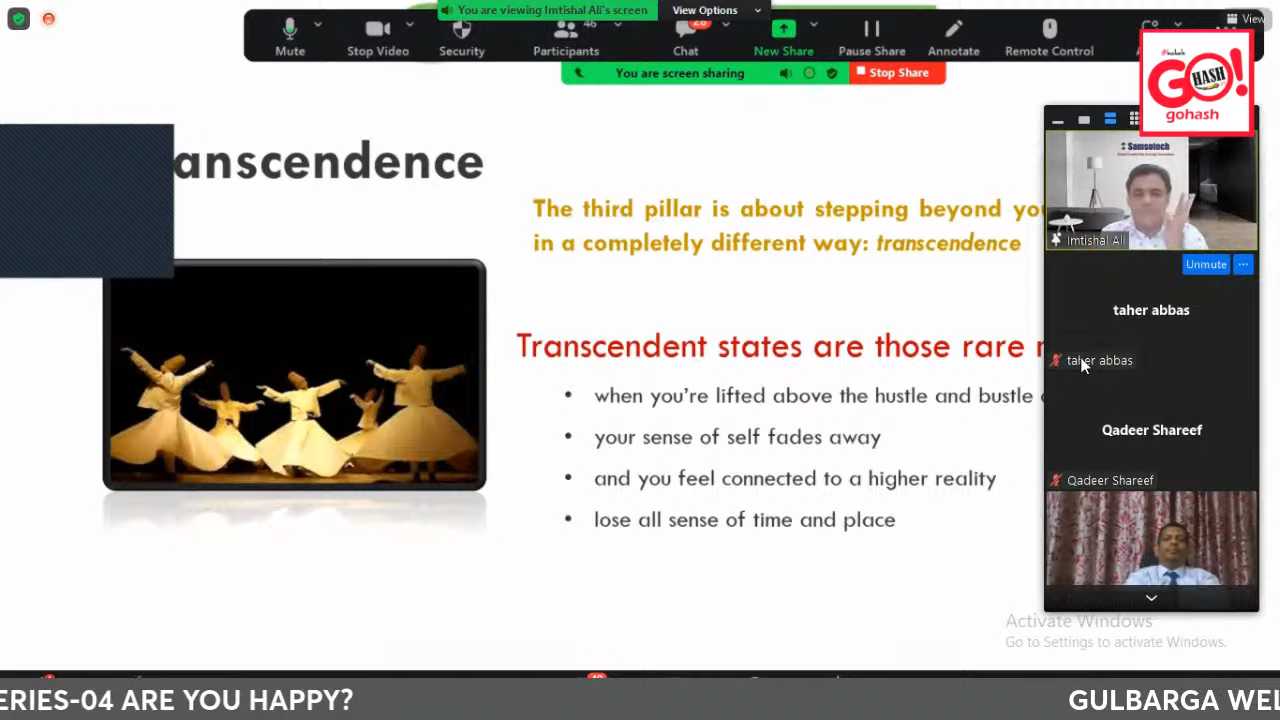 You are viewing Imtishal Ali's screen
View Options
View
Mute
Stop Video
Security
46
Participants
Chat
New Share
Pause Share
Annotate
Remote Control
You are screen sharing
Stop Share
GO!
HASH
gohash
anscendence
The third pillar is about stepping beyond
in a completely different way: transcendence
Samsotech
Imtishal Ali
Unmute
taher abbas
taher abbas
Transcendent states are those rare
when you're lifted above the hustle and bustle
your sense of self fades away
and you feel connected to a higher reality
lose all sense of time and place
Qadeer Shareef
Qadeer Shareef
Activate Windows
Go to Settings to activate Windows.
ERIES-04 ARE YOU HAPPY?
GULBARGA WEL